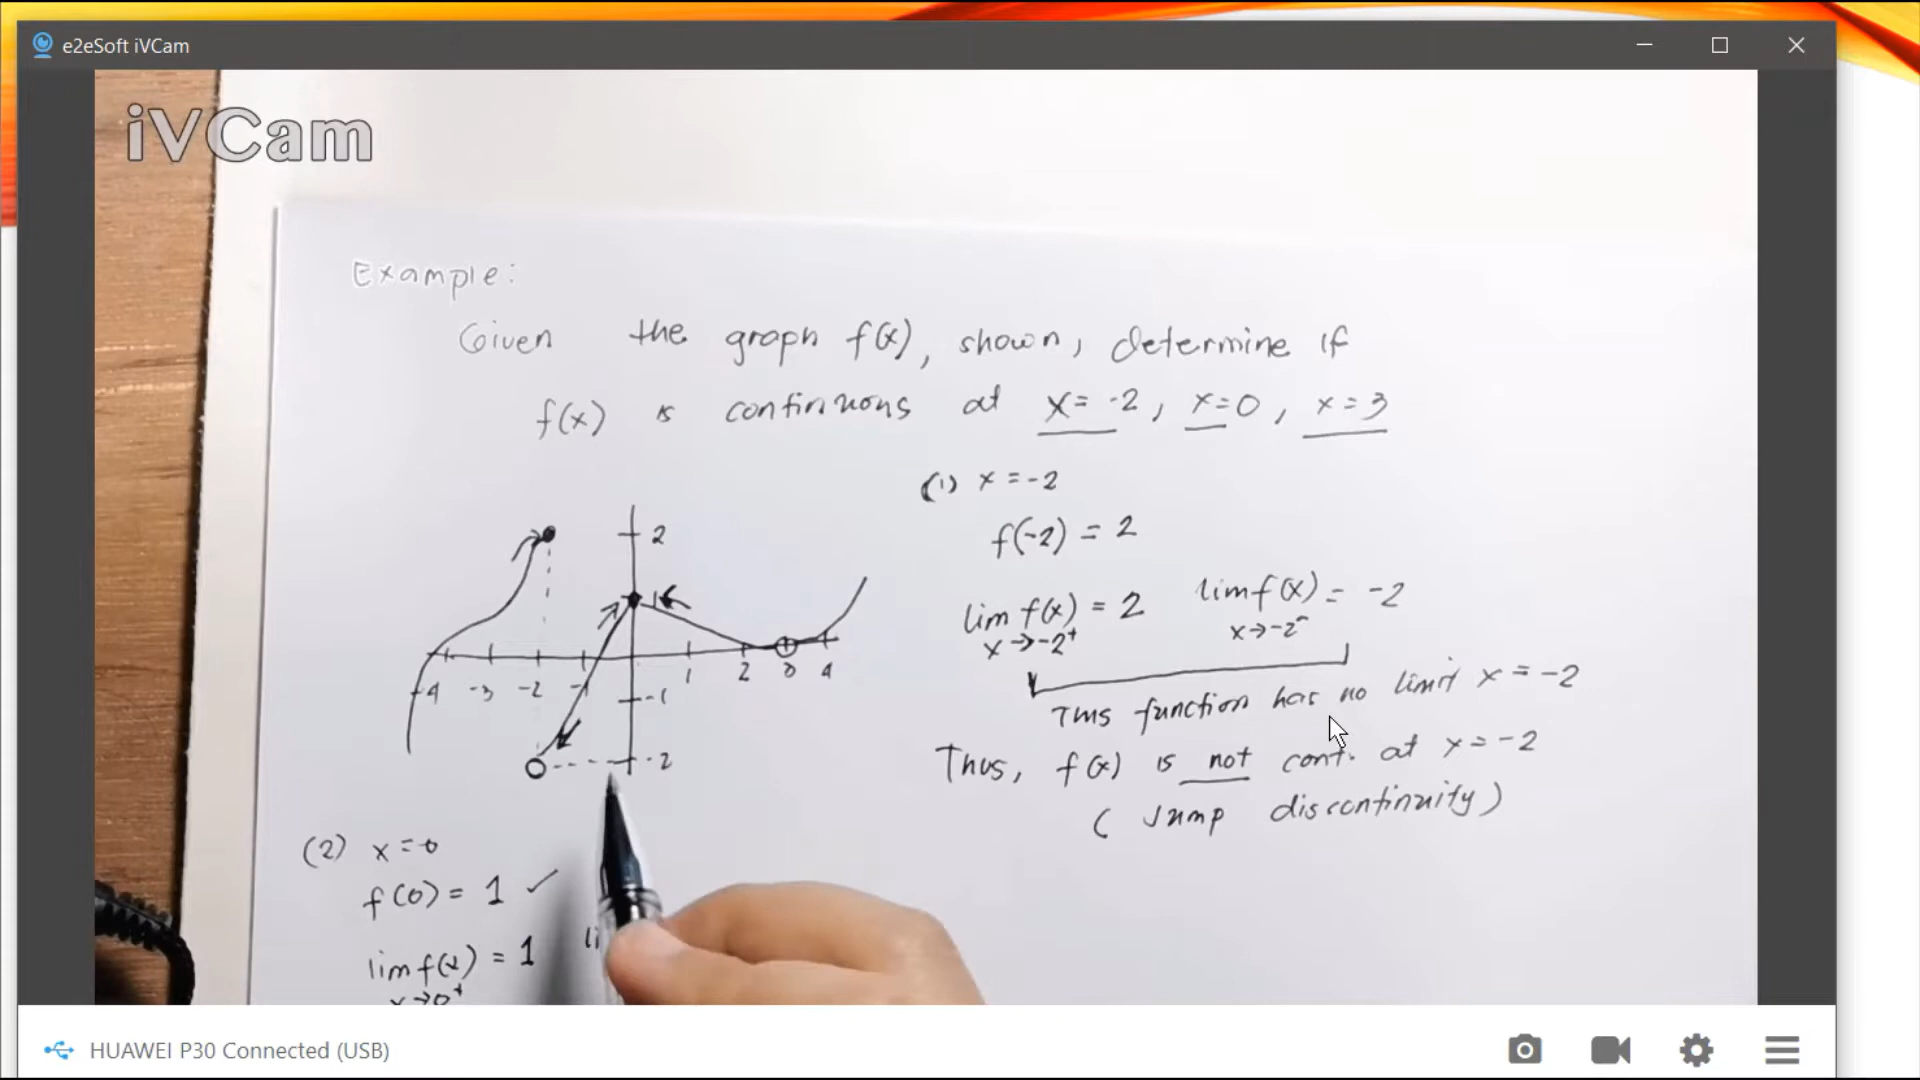 e2eSoft iVCam
iVCam
Example:
Given the graph f(x), shown, determine if
f(x) is continuous at x = -2, x=0, x = 3
2
1
-4 -3 -2 -1 1 2 3 4
-1
-2
(1) x = -2
f(-2) = 2
lim f(x) = 2 lim f(x) = -2
x→-2⁺ x→-2⁻
This function has no limit x = -2
Thus, f(x) is not cont. at x = -2
(Jump discontinuity)
(2) x = 0
f(0) = 1 ✓
lim f(x) = 1 li
x→0⁺
HUAWEI P30 Connected (USB)